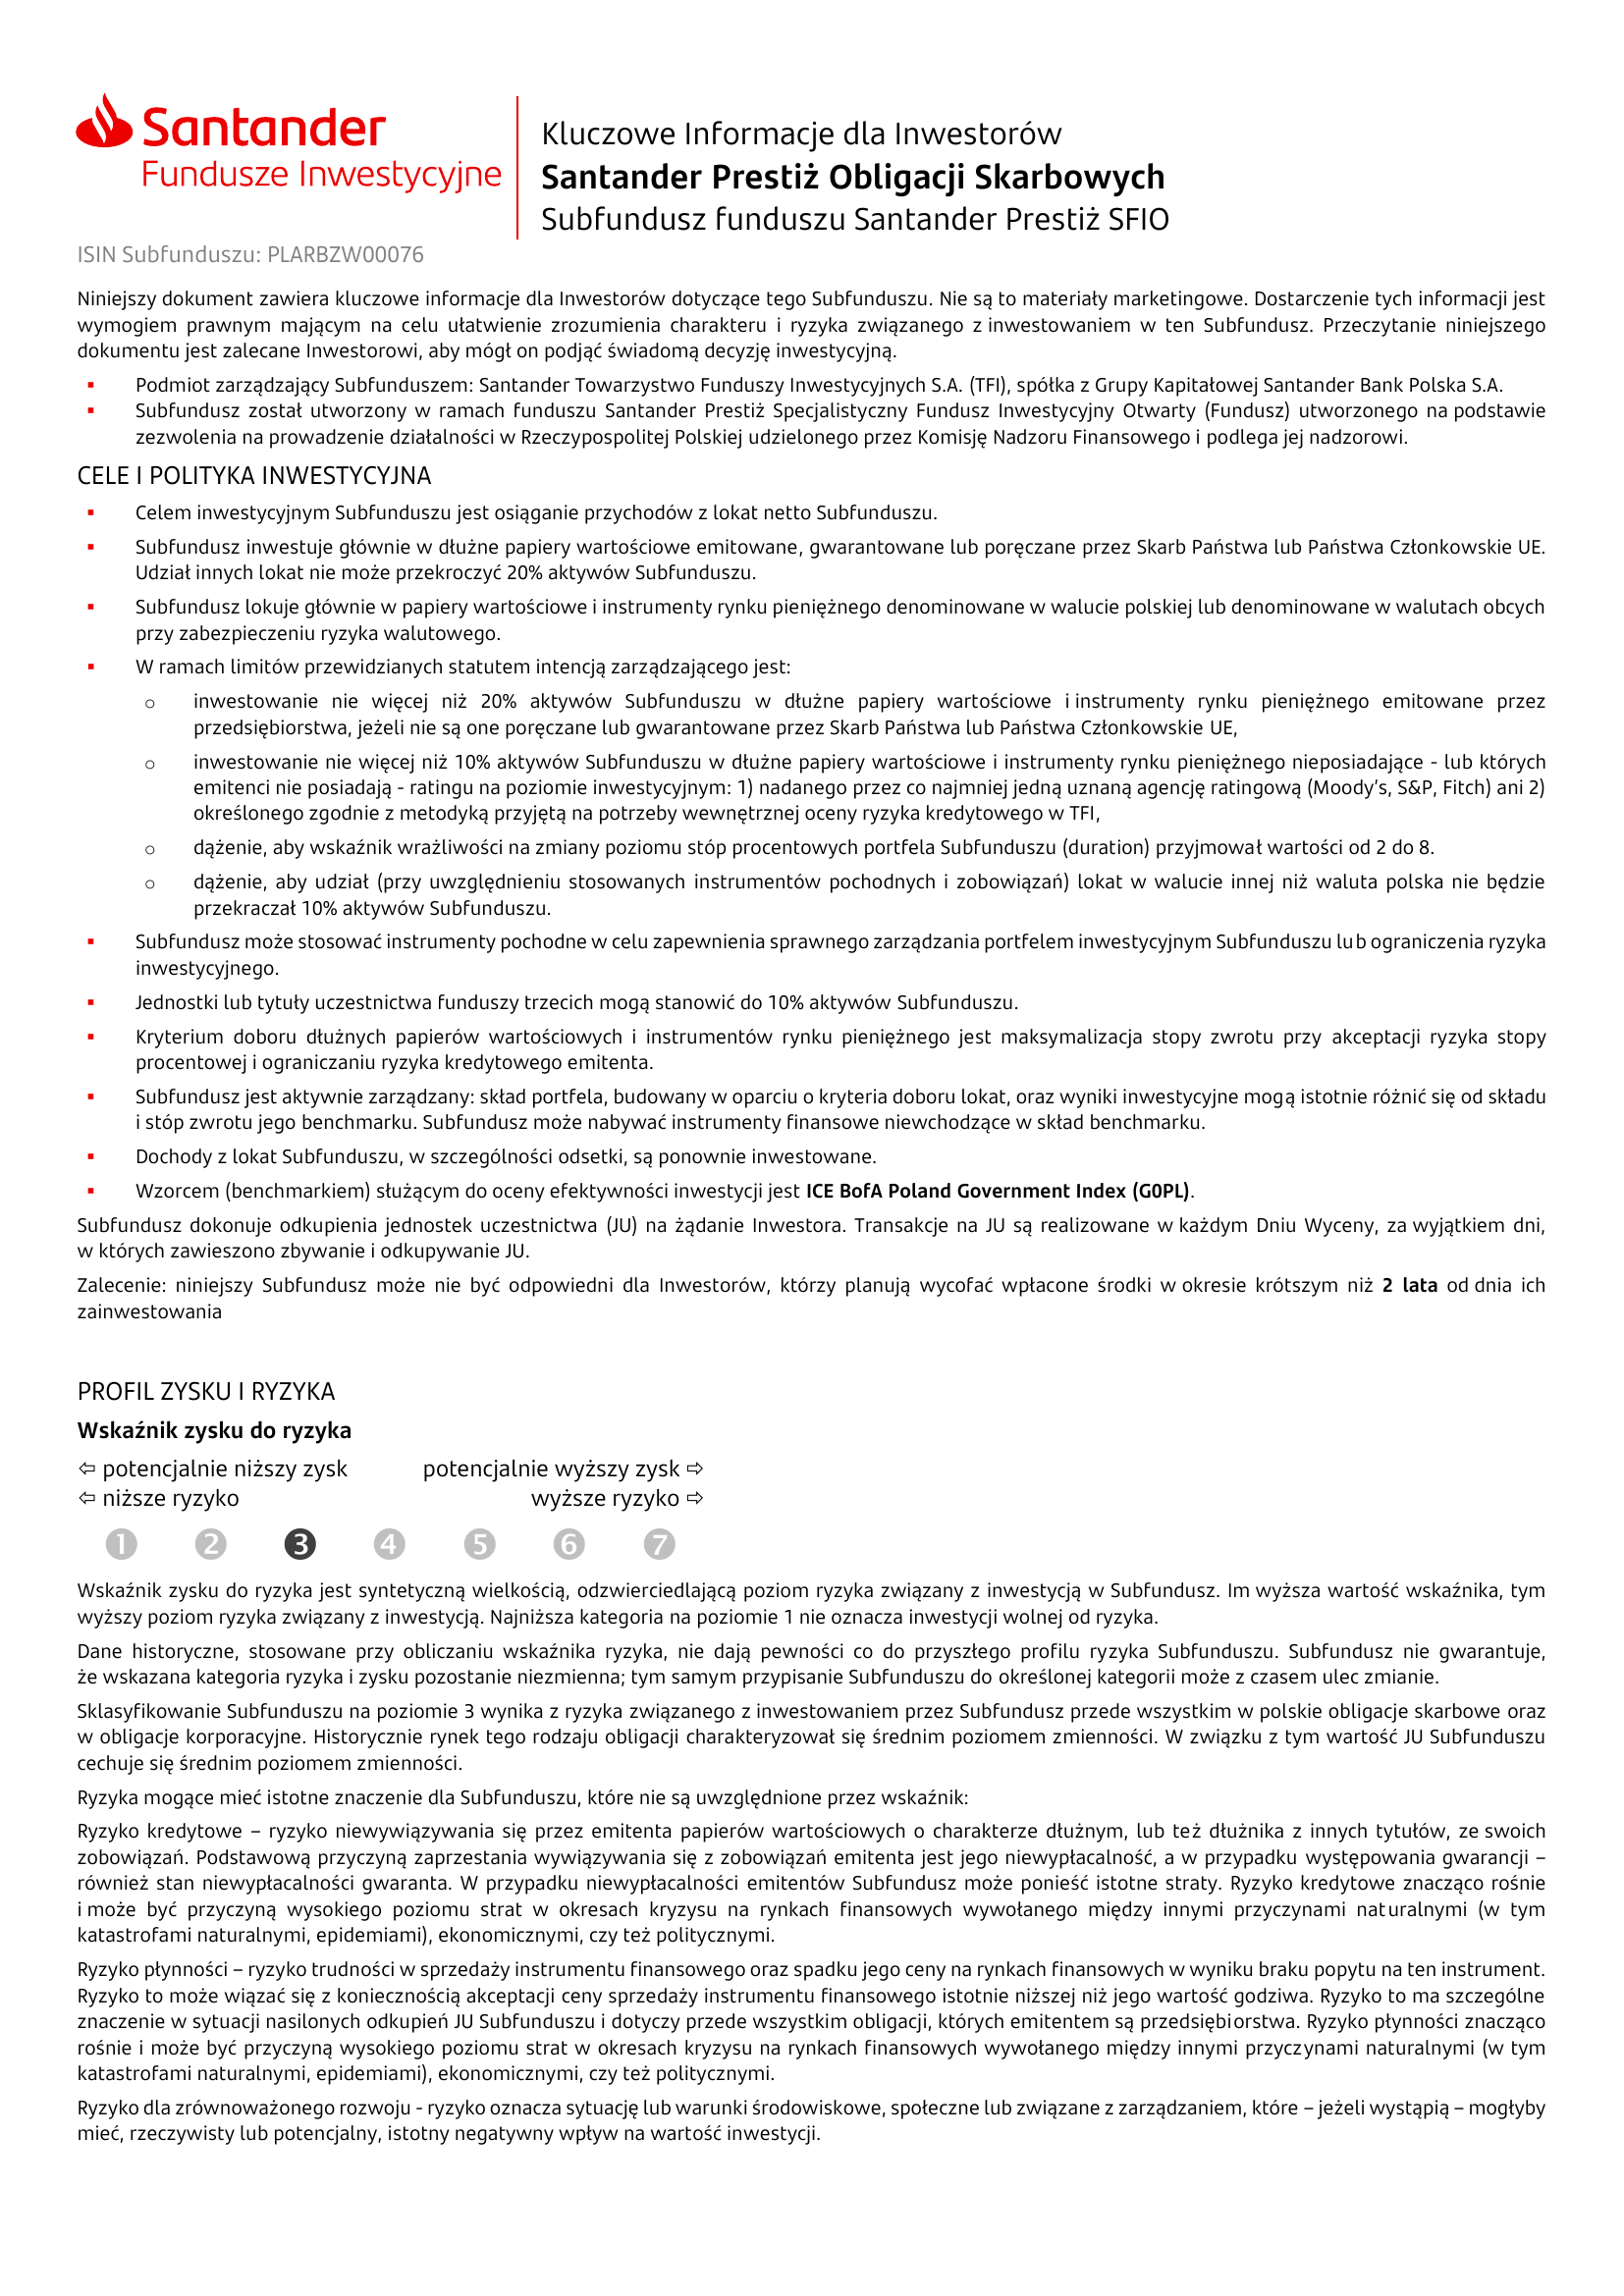 Santander
Fundusze Inwestycyjne
Kluczowe Informacje dla Inwestorów
Santander Prestiż Obligacji Skarbowych
Subfundusz funduszu Santander Prestiż SFIO
ISIN Subfunduszu: PLARBZW00076
Niniejszy dokument zawiera kluczowe informacje dla Inwestorów dotyczące tego Subfunduszu. Nie są to materiały marketingowe. Dostarczenie tych informacji jest
wymogiem prawnym mającym na celu ułatwienie zrozumienia charakteru i ryzyka związanego z inwestowaniem w ten Subfundusz. Przeczytanie niniejszego
dokumentu jest zalecane Inwestorowi, aby mógł on podjąć świadomą decyzję inwestycyjną.
▪ Podmiot zarządzający Subfunduszem: Santander Towarzystwo Funduszy Inwestycyjnych S.A. (TFI), spółka z Grupy Kapitałowej Santander Bank Polska S.A.
▪ Subfundusz został utworzony w ramach funduszu Santander Prestiż Specjalistyczny Fundusz Inwestycyjny Otwarty (Fundusz) utworzonego na podstawie
zezwolenia na prowadzenie działalności w Rzeczypospolitej Polskiej udzielonego przez Komisję Nadzoru Finansowego i podlega jej nadzorowi.
CELE I POLITYKA INWESTYCYJNA
▪ Celem inwestycyjnym Subfunduszu jest osiąganie przychodów z lokat netto Subfunduszu.
▪ Subfundusz inwestuje głównie w dłużne papiery wartościowe emitowane, gwarantowane lub poręczane przez Skarb Państwa lub Państwa Członkowskie UE.
Udział innych lokat nie może przekroczyć 20% aktywów Subfunduszu.
▪ Subfundusz lokuje głównie w papiery wartościowe i instrumenty rynku pieniężnego denominowane w walucie polskiej lub denominowane w walutach obcych
przy zabezpieczeniu ryzyka walutowego.
▪ W ramach limitów przewidzianych statutem intencją zarządzającego jest:
o inwestowanie nie więcej niż 20% aktywów Subfunduszu w dłużne papiery wartościowe i instrumenty rynku pieniężnego emitowane przez
przedsiębiorstwa, jeżeli nie są one poręczane lub gwarantowane przez Skarb Państwa lub Państwa Członkowskie UE,
o inwestowanie nie więcej niż 10% aktywów Subfunduszu w dłużne papiery wartościowe i instrumenty rynku pieniężnego nieposiadające - lub których
emitenci nie posiadają - ratingu na poziomie inwestycyjnym: 1) nadanego przez co najmniej jedną uznaną agencję ratingową (Moody’s, S&P, Fitch) ani 2)
określonego zgodnie z metodyką przyjętą na potrzeby wewnętrznej oceny ryzyka kredytowego w TFI,
o dążenie, aby wskaźnik wrażliwości na zmiany poziomu stóp procentowych portfela Subfunduszu (duration) przyjmował wartości od 2 do 8.
o dążenie, aby udział (przy uwzględnieniu stosowanych instrumentów pochodnych i zobowiązań) lokat w walucie innej niż waluta polska nie będzie
przekraczał 10% aktywów Subfunduszu.
▪ Subfundusz może stosować instrumenty pochodne w celu zapewnienia sprawnego zarządzania portfelem inwestycyjnym Subfunduszu lub ograniczenia ryzyka
inwestycyjnego.
▪ Jednostki lub tytuły uczestnictwa funduszy trzecich mogą stanowić do 10% aktywów Subfunduszu.
▪ Kryterium doboru dłużnych papierów wartościowych i instrumentów rynku pieniężnego jest maksymalizacja stopy zwrotu przy akceptacji ryzyka stopy
procentowej i ograniczaniu ryzyka kredytowego emitenta.
▪ Subfundusz jest aktywnie zarządzany: skład portfela, budowany w oparciu o kryteria doboru lokat, oraz wyniki inwestycyjne mogą istotnie różnić się od składu
i stóp zwrotu jego benchmarku. Subfundusz może nabywać instrumenty finansowe niewchodzące w skład benchmarku.
▪ Dochody z lokat Subfunduszu, w szczególności odsetki, są ponownie inwestowane.
▪ Wzorcem (benchmarkiem) służącym do oceny efektywności inwestycji jest ICE BofA Poland Government Index (G0PL).
Subfundusz dokonuje odkupienia jednostek uczestnictwa (JU) na żądanie Inwestora. Transakcje na JU są realizowane w każdym Dniu Wyceny, za wyjątkiem dni,
w których zawieszono zbywanie i odkupywanie JU.
Zalecenie: niniejszy Subfundusz może nie być odpowiedni dla Inwestorów, którzy planują wycofać wpłacone środki w okresie krótszym niż 2 lata od dnia ich
zainwestowania
PROFIL ZYSKU I RYZYKA
Wskaźnik zysku do ryzyka
⇦ potencjalnie niższy zysk potencjalnie wyższy zysk ⇨
⇦ niższe ryzyko wyższe ryzyko ⇨
1 2 3 4 5 6 7
Wskaźnik zysku do ryzyka jest syntetyczną wielkością, odzwierciedlającą poziom ryzyka związany z inwestycją w Subfundusz. Im wyższa wartość wskaźnika, tym
wyższy poziom ryzyka związany z inwestycją. Najniższa kategoria na poziomie 1 nie oznacza inwestycji wolnej od ryzyka.
Dane historyczne, stosowane przy obliczaniu wskaźnika ryzyka, nie dają pewności co do przyszłego profilu ryzyka Subfunduszu. Subfundusz nie gwarantuje,
że wskazana kategoria ryzyka i zysku pozostanie niezmienna; tym samym przypisanie Subfunduszu do określonej kategorii może z czasem ulec zmianie.
Sklasyfikowanie Subfunduszu na poziomie 3 wynika z ryzyka związanego z inwestowaniem przez Subfundusz przede wszystkim w polskie obligacje skarbowe oraz
w obligacje korporacyjne. Historycznie rynek tego rodzaju obligacji charakteryzował się średnim poziomem zmienności. W związku z tym wartość JU Subfunduszu
cechuje się średnim poziomem zmienności.
Ryzyka mogące mieć istotne znaczenie dla Subfunduszu, które nie są uwzględnione przez wskaźnik:
Ryzyko kredytowe – ryzyko niewywiązywania się przez emitenta papierów wartościowych o charakterze dłużnym, lub też dłużnika z innych tytułów, ze swoich
zobowiązań. Podstawową przyczyną zaprzestania wywiązywania się z zobowiązań emitenta jest jego niewypłacalność, a w przypadku występowania gwarancji –
również stan niewypłacalności gwaranta. W przypadku niewypłacalności emitentów Subfundusz może ponieść istotne straty. Ryzyko kredytowe znacząco rośnie
i może być przyczyną wysokiego poziomu strat w okresach kryzysu na rynkach finansowych wywołanego między innymi przyczynami naturalnymi (w tym
katastrofami naturalnymi, epidemiami), ekonomicznymi, czy też politycznymi.
Ryzyko płynności – ryzyko trudności w sprzedaży instrumentu finansowego oraz spadku jego ceny na rynkach finansowych w wyniku braku popytu na ten instrument.
Ryzyko to może wiązać się z koniecznością akceptacji ceny sprzedaży instrumentu finansowego istotnie niższej niż jego wartość godziwa. Ryzyko to ma szczególne
znaczenie w sytuacji nasilonych odkupień JU Subfunduszu i dotyczy przede wszystkim obligacji, których emitentem są przedsiębiorstwa. Ryzyko płynności znacząco
rośnie i może być przyczyną wysokiego poziomu strat w okresach kryzysu na rynkach finansowych wywołanego między innymi przyczynami naturalnymi (w tym
katastrofami naturalnymi, epidemiami), ekonomicznymi, czy też politycznymi.
Ryzyko dla zrównoważonego rozwoju - ryzyko oznacza sytuację lub warunki środowiskowe, społeczne lub związane z zarządzaniem, które – jeżeli wystąpią – mogłyby
mieć, rzeczywisty lub potencjalny, istotny negatywny wpływ na wartość inwestycji.